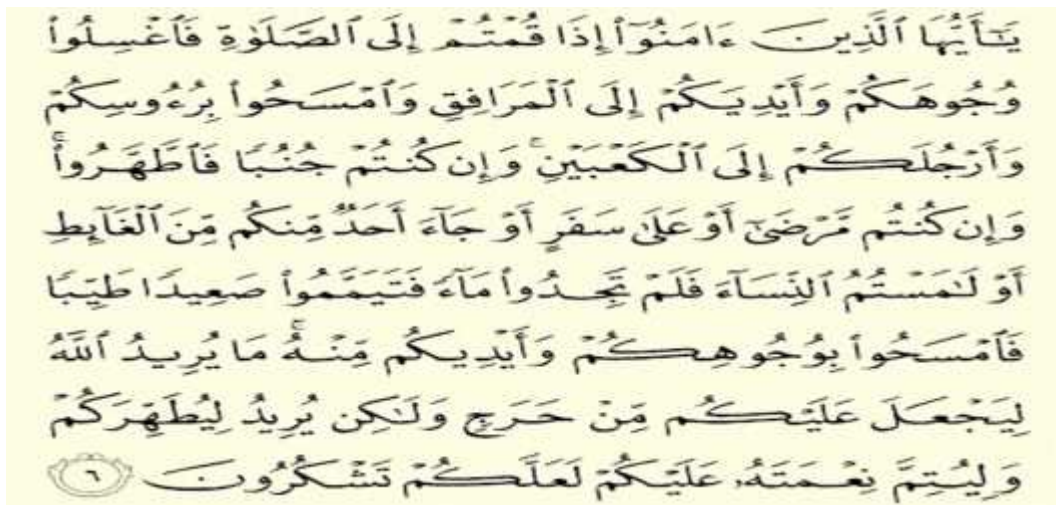 يَٰٓأَيُّهَا ٱلَّذِينَ ءَامَنُوٓا۟ إِذَا قُمْتُمْ إِلَى ٱلصَّلَوٰةِ فَٱغْسِلُوا۟
وُجُوهَكُمْ وَأَيْدِيَكُمْ إِلَى ٱلْمَرَافِقِ وَٱمْسَحُوا۟ بِرُءُوسِكُمْ
وَأَرْجُلَكُمْ إِلَى ٱلْكَعْبَيْنِ ۚ وَإِن كُنتُمْ جُنُبًا فَٱطَّهَّرُوا۟ ۚ
وَإِن كُنتُم مَّرْضَىٰٓ أَوْ عَلَىٰ سَفَرٍ أَوْ جَآءَ أَحَدٌ مِّنكُم مِّنَ ٱلْغَآئِطِ
أَوْ لَٰمَسْتُمُ ٱلنِّسَآءَ فَلَمْ تَجِدُوا۟ مَآءً فَتَيَمَّمُوا۟ صَعِيدًا طَيِّبًا
فَٱمْسَحُوا۟ بِوُجُوهِكُمْ وَأَيْدِيكُم مِّنْهُ ۚ مَا يُرِيدُ ٱللَّهُ
لِيَجْعَلَ عَلَيْكُم مِّنْ حَرَجٍ وَلَٰكِن يُرِيدُ لِيُطَهِّرَكُمْ
وَلِيُتِمَّ نِعْمَتَهُۥ عَلَيْكُمْ لَعَلَّكُمْ تَشْكُرُونَ ٦